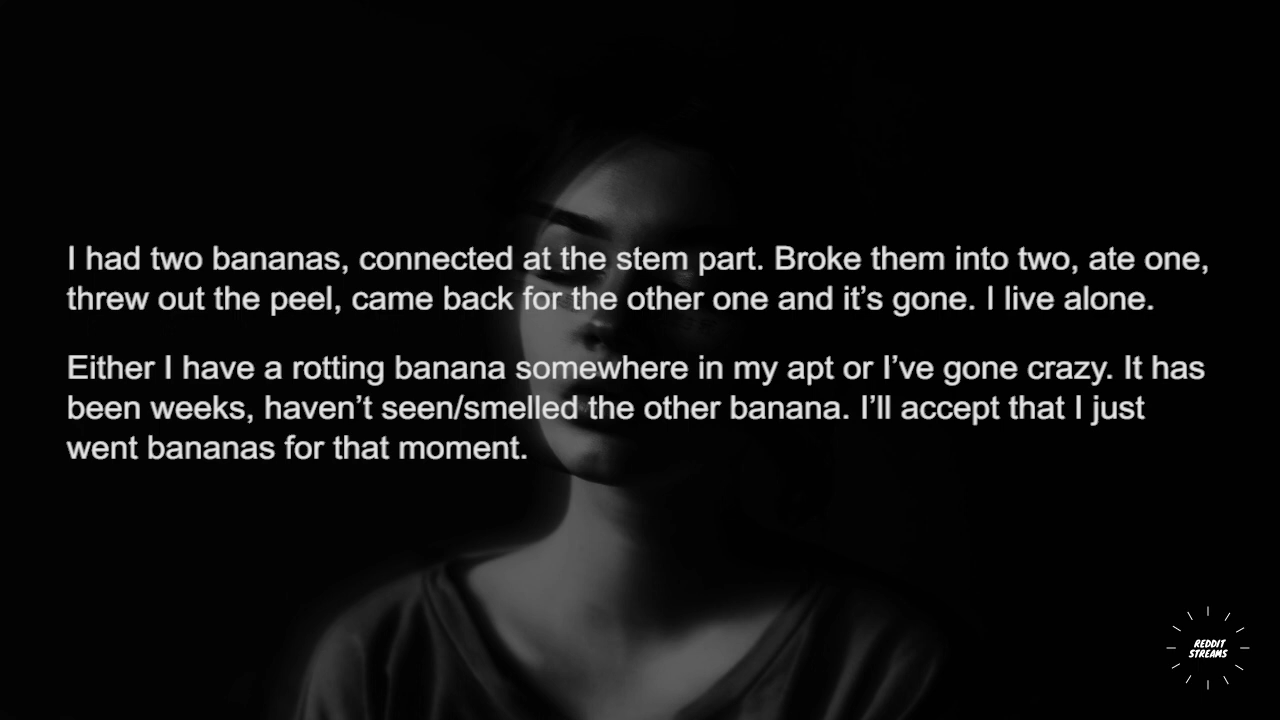 I had two bananas, connected at the stem part. Broke them into two, ate one,
threw out the peel, came back for the other one and it’s gone. I live alone.
Either I have a rotting banana somewhere in my apt or I’ve gone crazy. It has
been weeks, haven’t seen/smelled the other banana. I’ll accept that I just
went bananas for that moment.
REDDIT
STREAMS